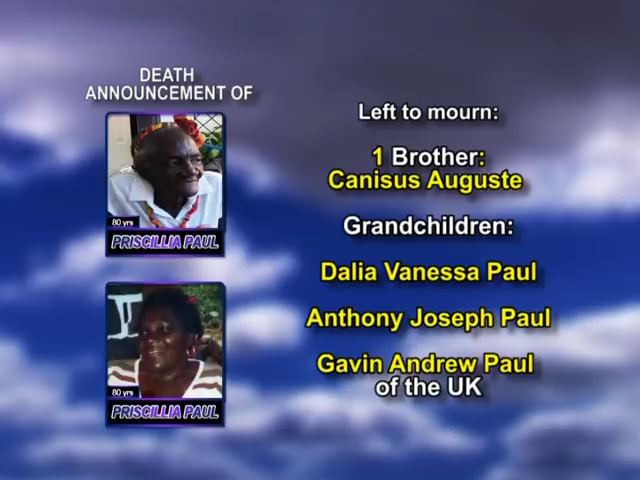 DEATH
ANNOUNCEMENT OF
80 yrs
PRISCILLIA PAUL
80 yrs
PRISCILLIA PAUL
Left to mourn:
1 Brother:
Canisus Auguste
Grandchildren:
Dalia Vanessa Paul
Anthony Joseph Paul
Gavin Andrew Paul
of the UK